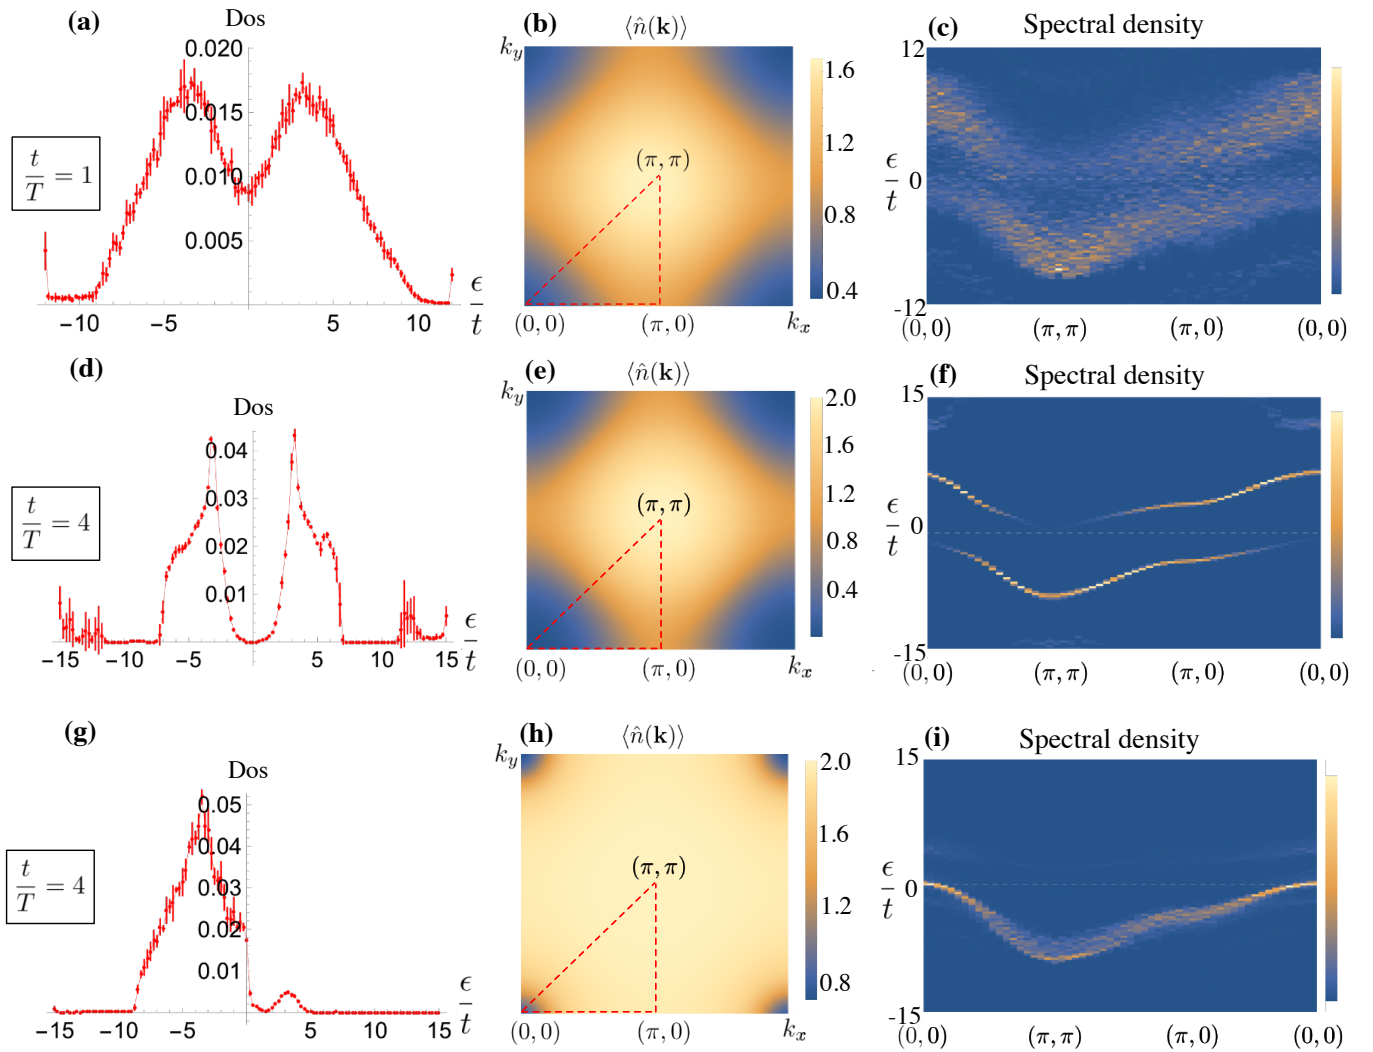 (a)
Dos
0.020
0.015
0.010
0.005
t/T = 1
−10 −5 5 10
ϵ/t
(b)
⟨n̂(k)⟩
k_y
(π, π)
(0, 0) (π, 0) k_x
1.6
1.2
0.8
0.4
(c)
Spectral density
12
ϵ/t
0
-12
(0, 0) (π, π) (π, 0) (0, 0)
(d)
Dos
0.04
0.03
0.02
0.01
t/T = 4
−15 −10 −5 5 10 15
ϵ/t
(e)
⟨n̂(k)⟩
k_y
(π, π)
(0, 0) (π, 0) k_x
2.0
1.6
1.2
0.8
0.4
(f)
Spectral density
15
ϵ/t
0
-15
(0, 0) (π, π) (π, 0) (0, 0)
(g)
Dos
0.05
0.04
0.03
0.02
0.01
t/T = 4
−15 −10 −5 5 10 15
ϵ/t
(h)
⟨n̂(k)⟩
k_y
(π, π)
(0, 0) (π, 0) k_x
2.0
1.6
1.2
0.8
(i)
Spectral density
15
ϵ/t
0
-15
(0, 0) (π, π) (π, 0) (0, 0)